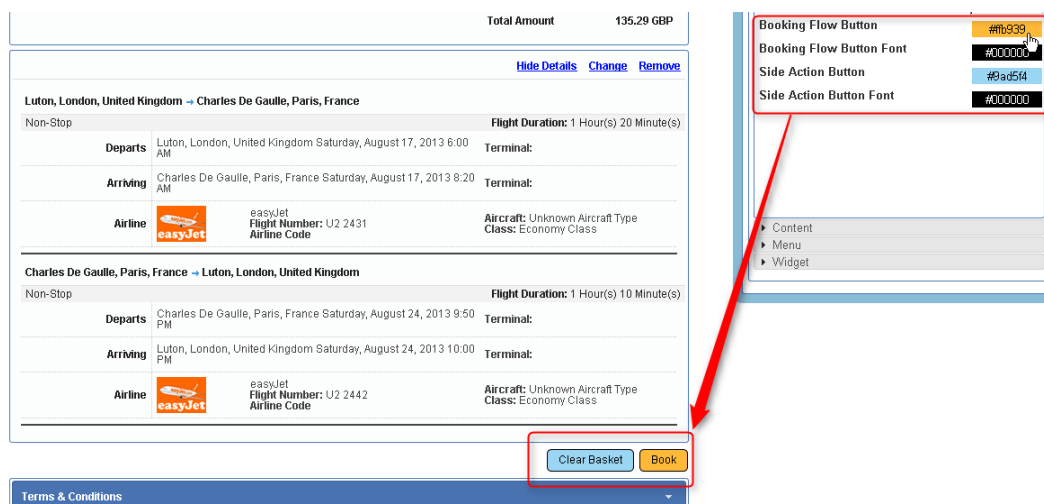 Total Amount 135.29 GBP
Hide Details Change Remove
Luton, London, United Kingdom → Charles De Gaulle, Paris, France
Non-Stop Flight Duration: 1 Hour(s) 20 Minute(s)
Departs Luton, London, United Kingdom Saturday, August 17, 2013 6:00 AM Terminal:
Arriving Charles De Gaulle, Paris, France Saturday, August 17, 2013 8:20 AM Terminal:
Airline easyJet easyJet
Flight Number: U2 2431
Airline Code
Aircraft: Unknown Aircraft Type
Class: Economy Class
Charles De Gaulle, Paris, France → Luton, London, United Kingdom
Non-Stop Flight Duration: 1 Hour(s) 10 Minute(s)
Departs Charles De Gaulle, Paris, France Saturday, August 24, 2013 9:50 PM Terminal:
Arriving Luton, London, United Kingdom Saturday, August 24, 2013 10:00 PM Terminal:
Airline easyJet easyJet
Flight Number: U2 2442
Airline Code
Aircraft: Unknown Aircraft Type
Class: Economy Class
Clear Basket Book
Terms & Conditions
Booking Flow Button #ffb939
Booking Flow Button Font #000000
Side Action Button #9ad5f4
Side Action Button Font #000000
Content
Menu
Widget